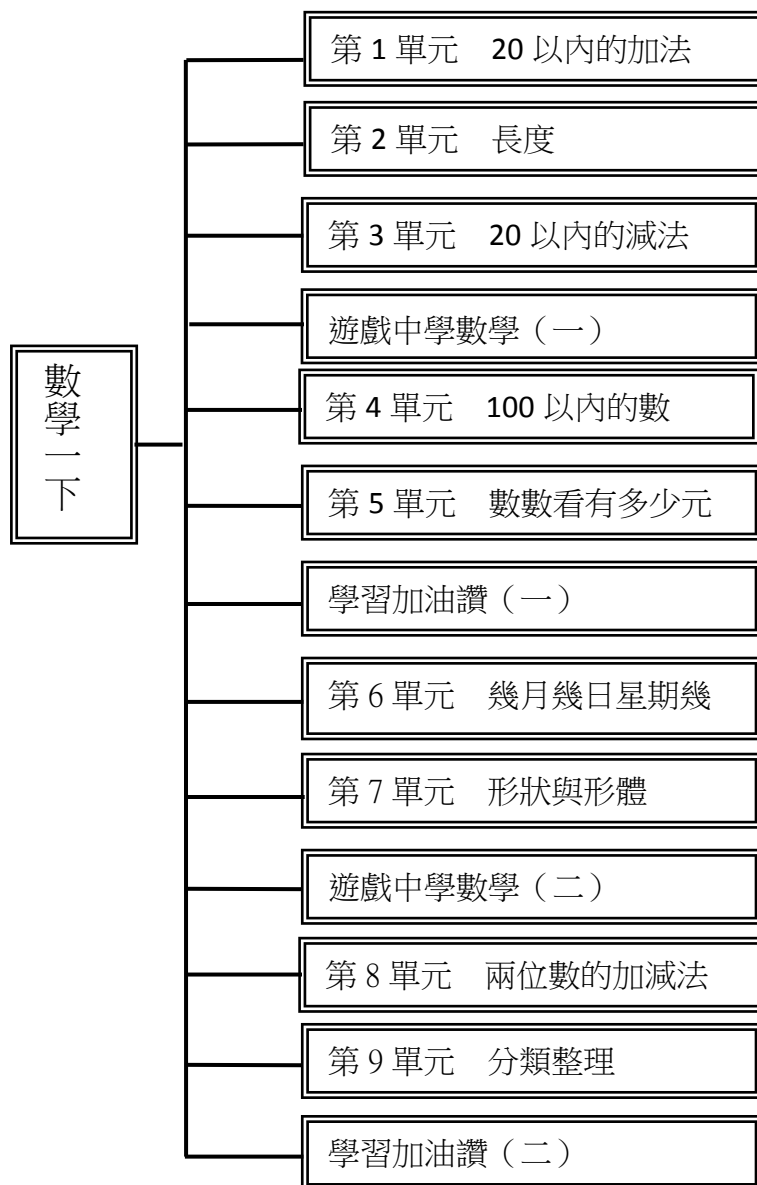 第 1 單元 20 以內的加法
第 2 單元 長度
第 3 單元 20 以內的減法
遊戲中學數學（一）
數學一下
第 4 單元 100 以內的數
第 5 單元 數數看有多少元
學習加油讚（一）
第 6 單元 幾月幾日星期幾
第 7 單元 形狀與形體
遊戲中學數學（二）
第 8 單元 兩位數的加減法
第 9 單元 分類整理
學習加油讚（二）